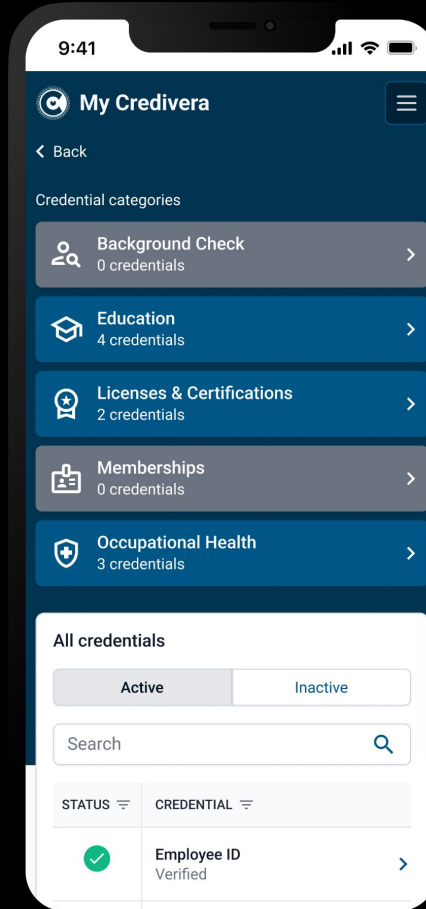 9:41
My Credivera
Back
Credential categories
Background Check
0 credentials
Education
4 credentials
Licenses & Certifications
2 credentials
Memberships
0 credentials
Occupational Health
3 credentials
All credentials
Active Inactive
Search
STATUS CREDENTIAL
Employee ID
Verified